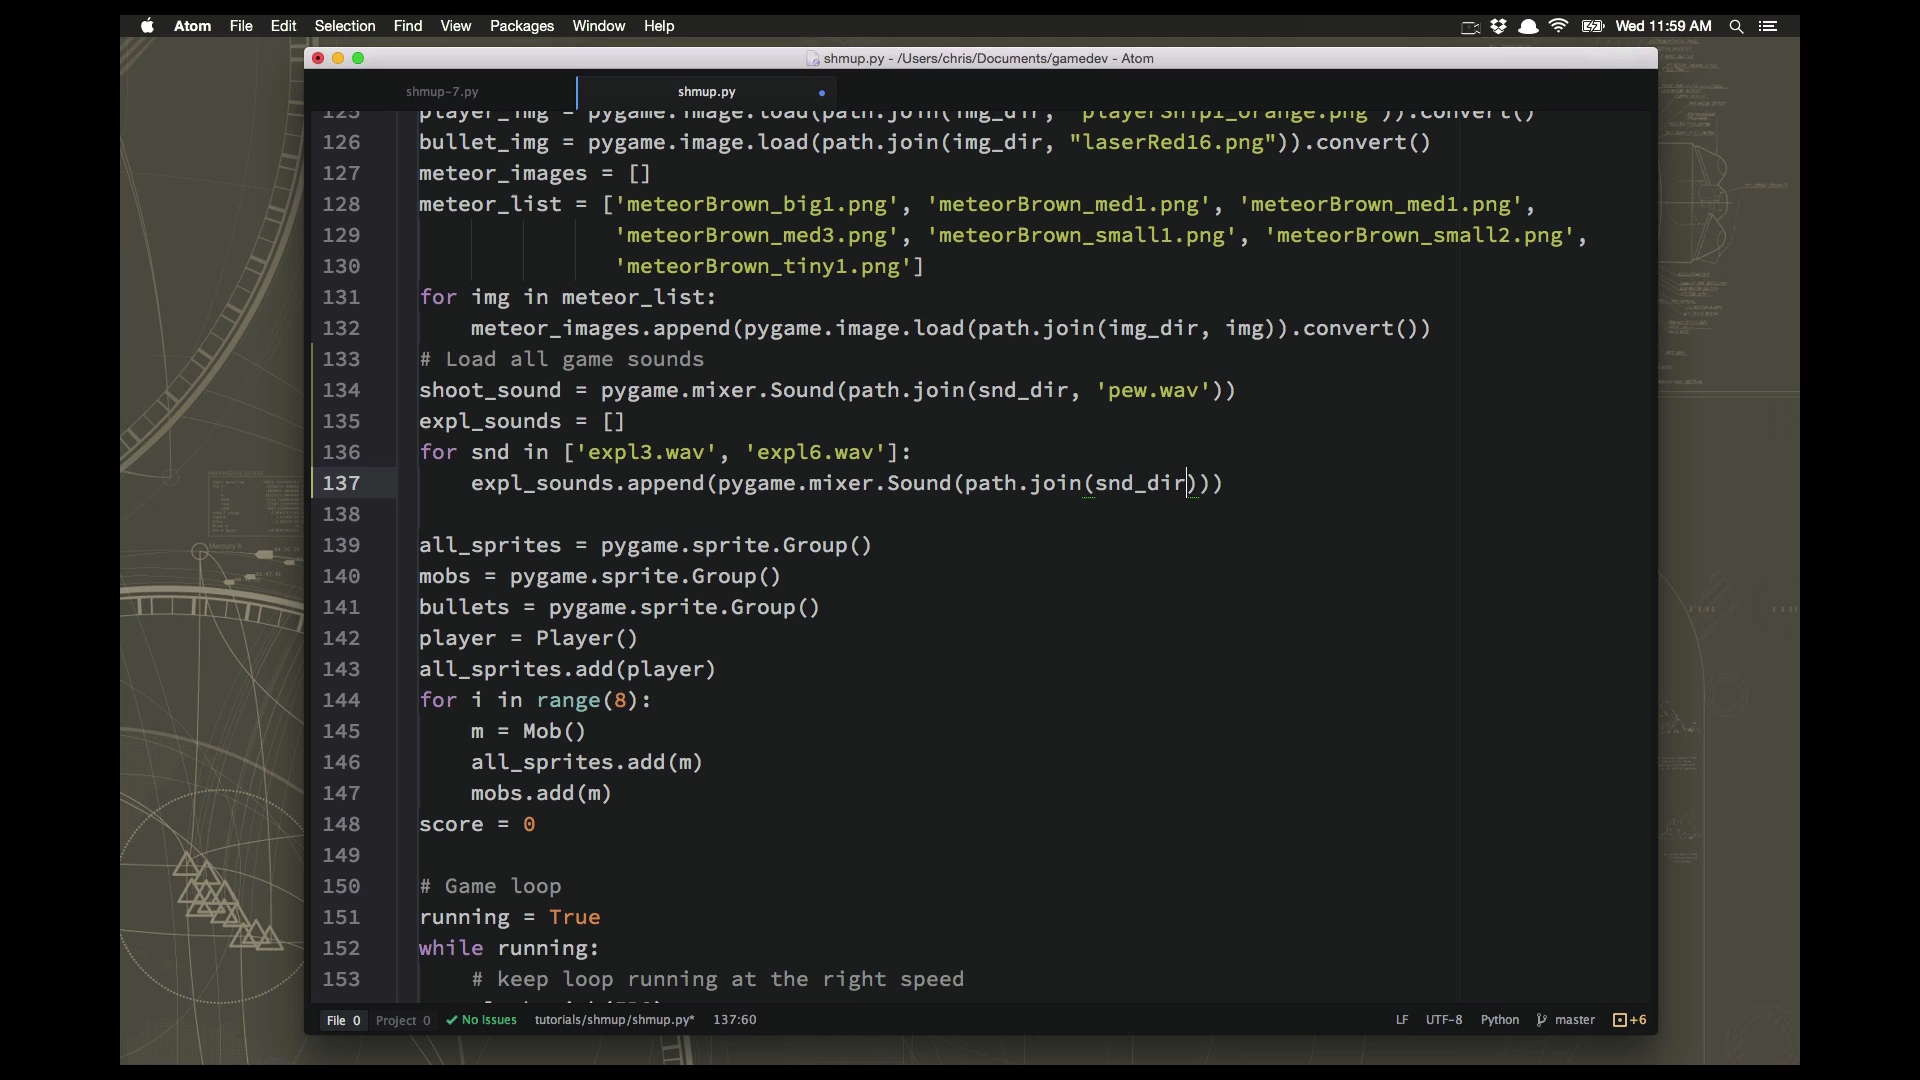 Atom File Edit Selection Find View Packages Window Help Wed 11:59 AM
shmup.py - /Users/chris/Documents/gamedev - Atom
shmup-7.py shmup.py
125 player_img = pygame.image.load(path.join(img_dir, "playerShip1_orange.png")).convert()
126 bullet_img = pygame.image.load(path.join(img_dir, "laserRed16.png")).convert()
127 meteor_images = []
128 meteor_list = ['meteorBrown_big1.png', 'meteorBrown_med1.png', 'meteorBrown_med1.png',
129 'meteorBrown_med3.png', 'meteorBrown_small1.png', 'meteorBrown_small2.png',
130 'meteorBrown_tiny1.png']
131 for img in meteor_list:
132 meteor_images.append(pygame.image.load(path.join(img_dir, img)).convert())
133 # Load all game sounds
134 shoot_sound = pygame.mixer.Sound(path.join(snd_dir, 'pew.wav'))
135 expl_sounds = []
136 for snd in ['expl3.wav', 'expl6.wav']:
137 expl_sounds.append(pygame.mixer.Sound(path.join(snd_dir)))
138
139 all_sprites = pygame.sprite.Group()
140 mobs = pygame.sprite.Group()
141 bullets = pygame.sprite.Group()
142 player = Player()
143 all_sprites.add(player)
144 for i in range(8):
145 m = Mob()
146 all_sprites.add(m)
147 mobs.add(m)
148 score = 0
149
150 # Game loop
151 running = True
152 while running:
153 # keep loop running at the right speed
File 0 Project 0 No Issues tutorials/shmup/shmup.py* 137:60 LF UTF-8 Python master +6